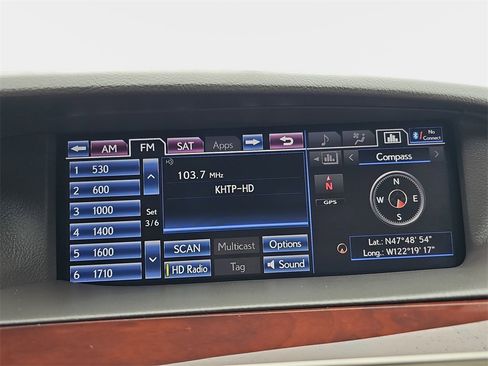 AM FM SAT Apps
No Connect
1 530
2 600
3 1000
4 1400
5 1600
6 1710
Set
3/6
103.7 MHz
KHTP-HD
SCAN Multicast Options
HD Radio Tag Sound
Compass
N
GPS
N
W E
S
Lat.: N47° 48' 54"
Long.: W122° 19' 17"